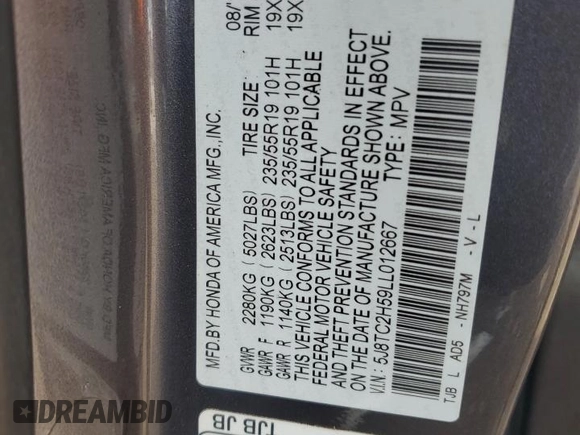 MFD.BY HONDA OF AMERICA MFG.,INC. 08/
GVWR 2280KG (5027LBS) TIRE SIZE RIM
GAWR F 1190KG (2623LBS) 235/55R19 101H 19X
GAWR R 1140KG (2513LBS) 235/55R19 101H 19X
THIS VEHICLE CONFORMS TO ALL APPLICABLE
FEDERAL MOTOR VEHICLE SAFETY
AND THEFT PREVENTION STANDARDS IN EFFECT
ON THE DATE OF MANUFACTURE SHOWN ABOVE.
V.I.N: 5J8TC2H59LL012667 TYPE: MPV
TJB L AD5 -NH797M -V-L
TJB JB
DREAMBID